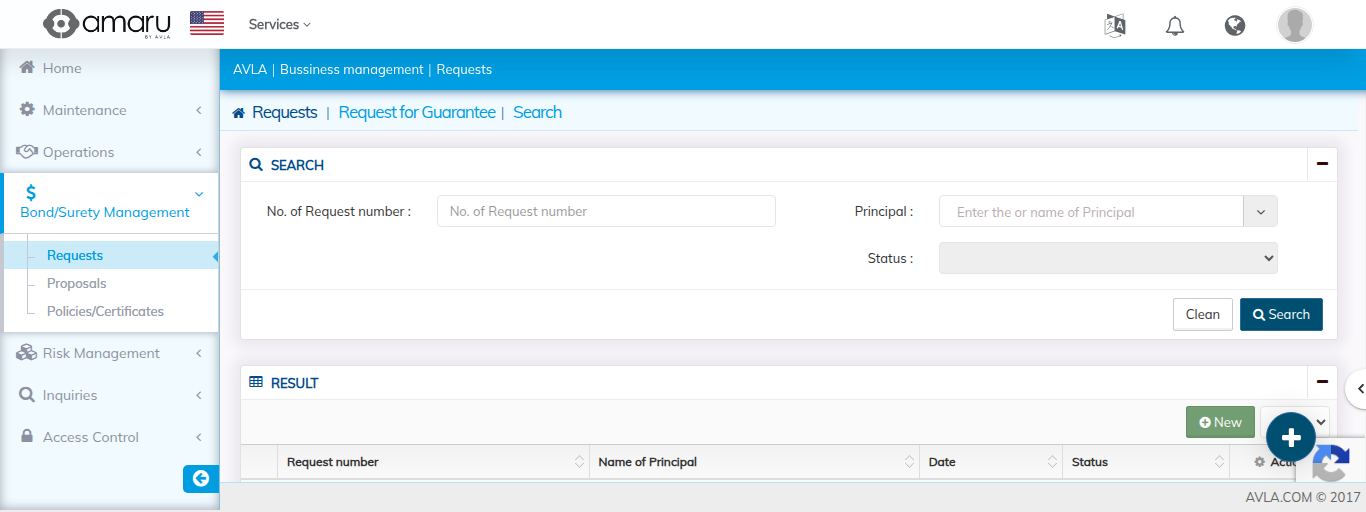 amaru
BY AVLA
Services
Home
Maintenance
Operations
$
Bond/Surety Management
Requests
Proposals
Policies/Certificates
Risk Management
Inquiries
Access Control
AVLA | Bussiness management | Requests
Requests | Request for Guarantee | Search
SEARCH
No. of Request number :
No. of Request number
Principal :
Enter the or name of Principal
Status :
Clean
Search
RESULT
New
Request number
Name of Principal
Date
Status
AVLA.COM © 2017